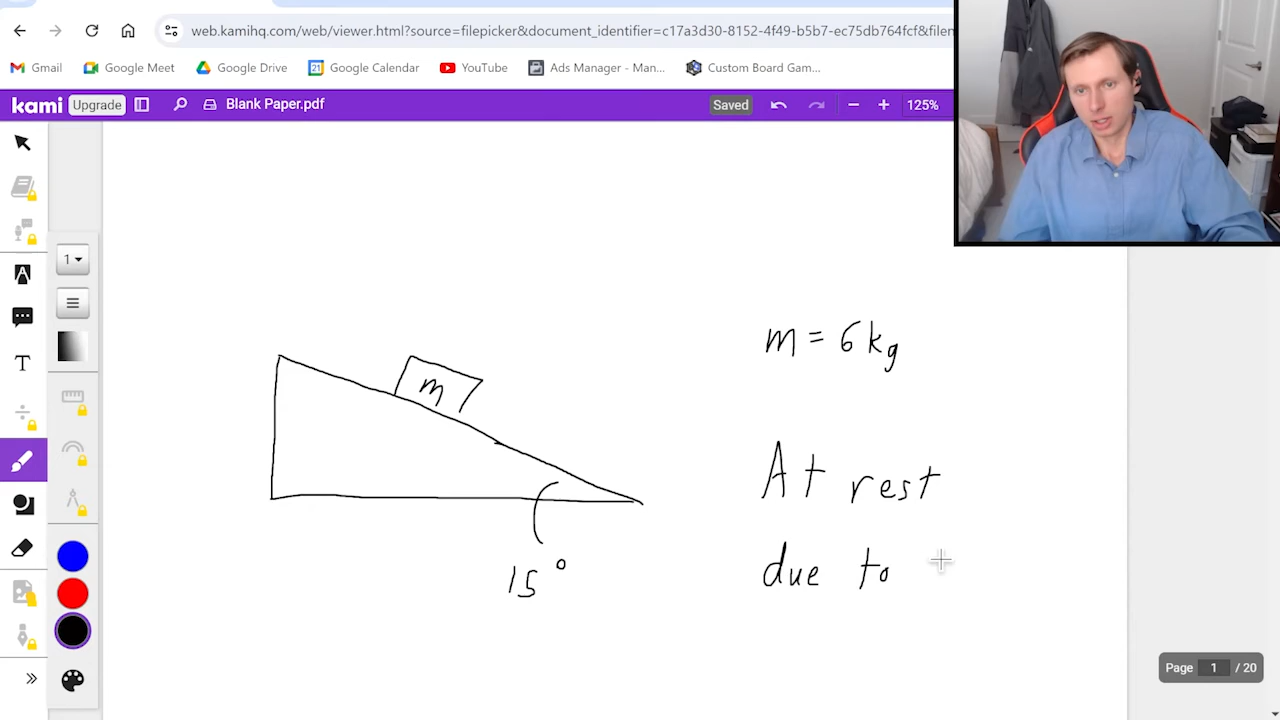 web.kamihq.com/web/viewer.html?source=filepicker&document_identifier=c17a3d30-8152-4f49-b5b7-ec75db764fcf&filen
Gmail
Google Meet
Google Drive
21
Google Calendar
YouTube
Ads Manager - Man...
Custom Board Gam...
kami
Upgrade
Blank Paper.pdf
Saved
125%
1
A
T
m
m = 6 kg
At rest
due to
15°
Page 1 / 20